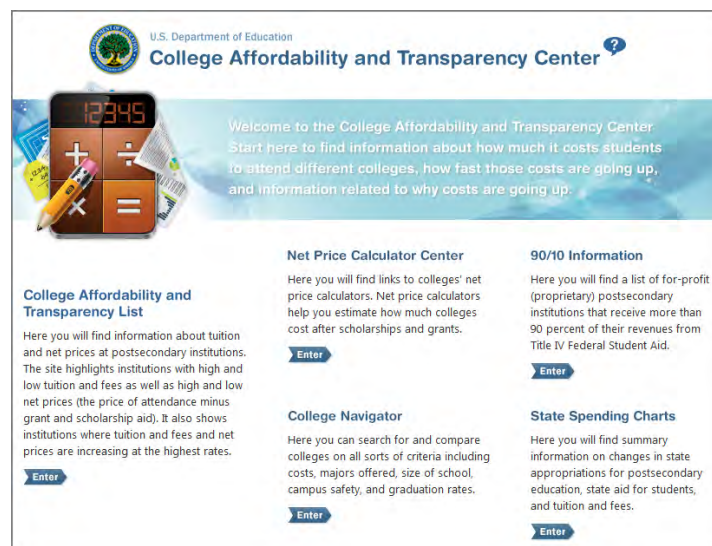 U.S. Department of Education
College Affordability and Transparency Center ?
12345
Welcome to the College Affordability and Transparency Center
Start here to find information about how much it costs students
to attend different colleges, how fast those costs are going up,
and information related to why costs are going up.
College Affordability and
Transparency List
Here you will find information about tuition
and net prices at postsecondary institutions.
The site highlights institutions with high and
low tuition and fees as well as high and low
net prices (the price of attendance minus
grant and scholarship aid). It also shows
institutions where tuition and fees and net
prices are increasing at the highest rates.
Enter
Net Price Calculator Center
Here you will find links to colleges' net
price calculators. Net price calculators
help you estimate how much colleges
cost after scholarships and grants.
Enter
College Navigator
Here you can search for and compare
colleges on all sorts of criteria including
costs, majors offered, size of school,
campus safety, and graduation rates.
Enter
90/10 Information
Here you will find a list of for-profit
(proprietary) postsecondary
institutions that receive more than
90 percent of their revenues from
Title IV Federal Student Aid.
Enter
State Spending Charts
Here you will find summary
information on changes in state
appropriations for postsecondary
education, state aid for students,
and tuition and fees.
Enter